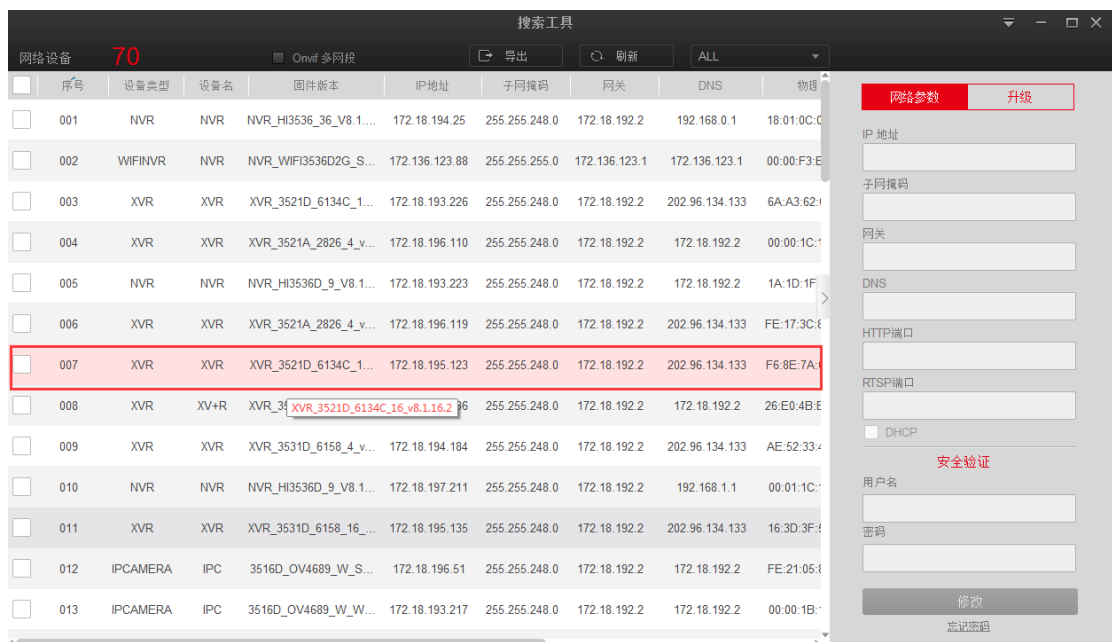 搜索工具
网络设备 70 Onvif 多网段 导出 刷新 ALL
序号 设备类型 设备名 固件版本 IP地址 子网掩码 网关 DNS 物理
001 NVR NVR NVR_HI3536_36_V8.1.... 172.18.194.25 255.255.248.0 172.18.192.2 192.168.0.1 18:01:0C:0
002 WIFINVR NVR NVR_WIFI3536D2G_S... 172.136.123.88 255.255.255.0 172.136.123.1 172.136.123.1 00:00:F3:E
003 XVR XVR XVR_3521D_6134C_1... 172.18.193.226 255.255.248.0 172.18.192.2 202.96.134.133 6A:A3:62:
004 XVR XVR XVR_3521A_2826_4_v... 172.18.196.110 255.255.248.0 172.18.192.2 172.18.192.2 00:00:1C:
005 NVR NVR NVR_HI3536D_9_V8.1... 172.18.193.223 255.255.248.0 172.18.192.2 172.18.192.2 1A:1D:1F
006 XVR XVR XVR_3521A_2826_4_v... 172.18.196.119 255.255.248.0 172.18.192.2 202.96.134.133 FE:17:3C:
007 XVR XVR XVR_3521D_6134C_1... 172.18.195.123 255.255.248.0 172.18.192.2 202.96.134.133 F6:8E:7A:
008 XVR XV+R XVR_3 XVR_3521D_6134C_16_v8.1.16.2 36 255.255.248.0 172.18.192.2 172.18.192.2 26:E0:4B:E
009 XVR XVR XVR_3531D_6158_4_v... 172.18.194.184 255.255.248.0 172.18.192.2 202.96.134.133 AE:52:33:
010 NVR NVR NVR_HI3536D_9_V8.1... 172.18.197.211 255.255.248.0 172.18.192.2 192.168.1.1 00:01:1C:
011 XVR XVR XVR_3531D_6158_16_... 172.18.195.135 255.255.248.0 172.18.192.2 202.96.134.133 16:3D:3F:
012 IPCAMERA IPC 3516D_OV4689_W_S... 172.18.196.51 255.255.248.0 172.18.192.2 172.18.192.2 FE:21:05:
013 IPCAMERA IPC 3516D_OV4689_W_W... 172.18.193.217 255.255.248.0 172.18.192.2 172.18.192.2 00:00:1B:
网络参数 升级
IP 地址
子网掩码
网关
DNS
HTTP端口
RTSP端口
DHCP
安全验证
用户名
密码
修改
忘记密码